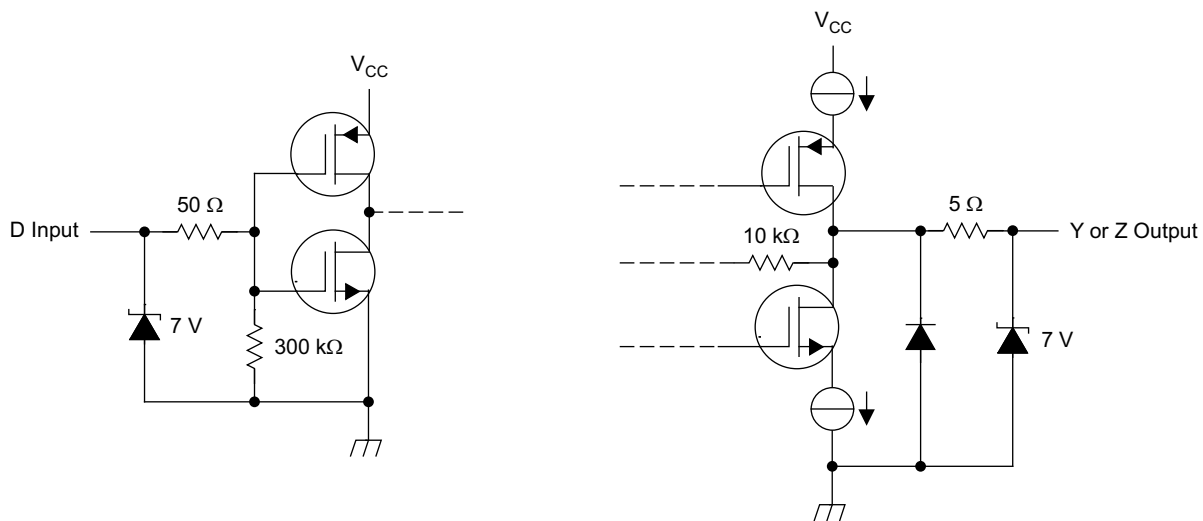 V_CC
50 Ω
D Input
7 V
300 kΩ
V_CC
5 Ω
Y or Z Output
10 kΩ
7 V